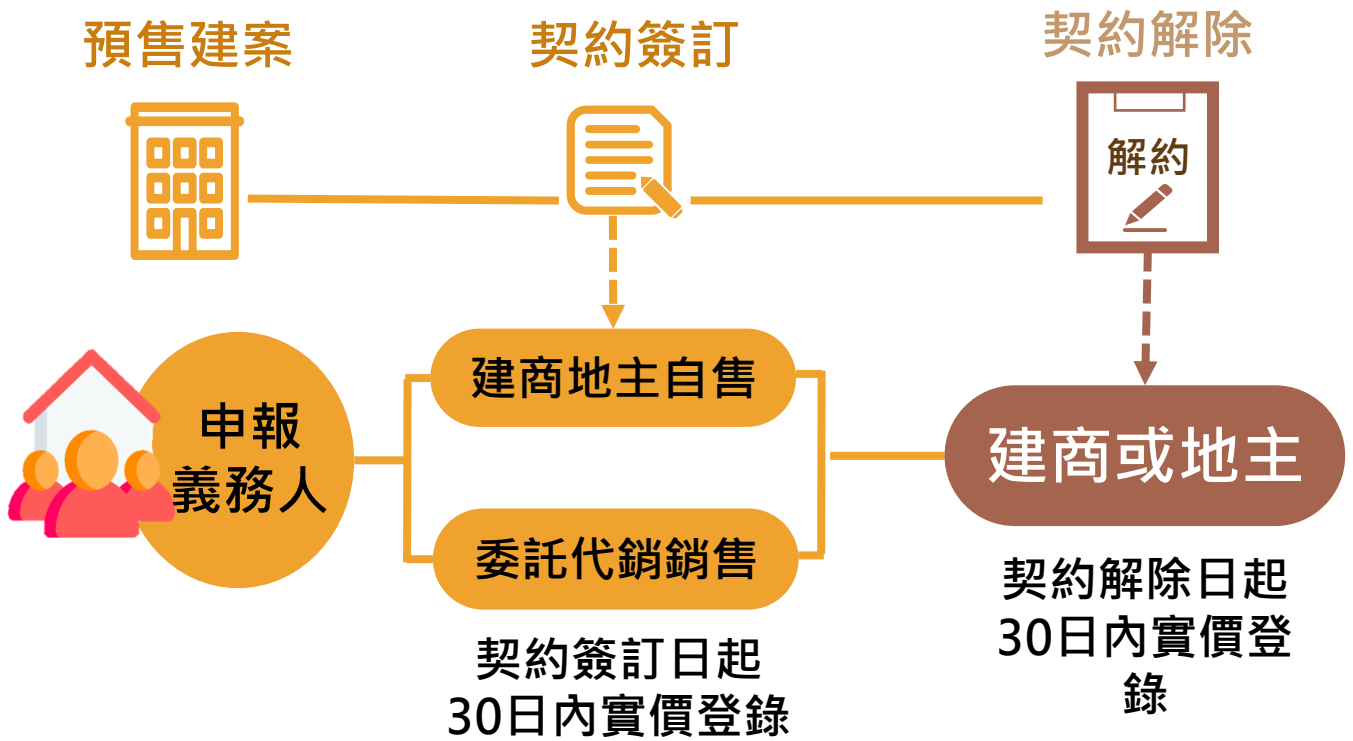 預售建案
契約簽訂
契約解除
解約
申報
義務人
建商地主自售
委託代銷銷售
契約簽訂日起
30日內實價登錄
建商或地主
契約解除日起
30日內實價登
錄